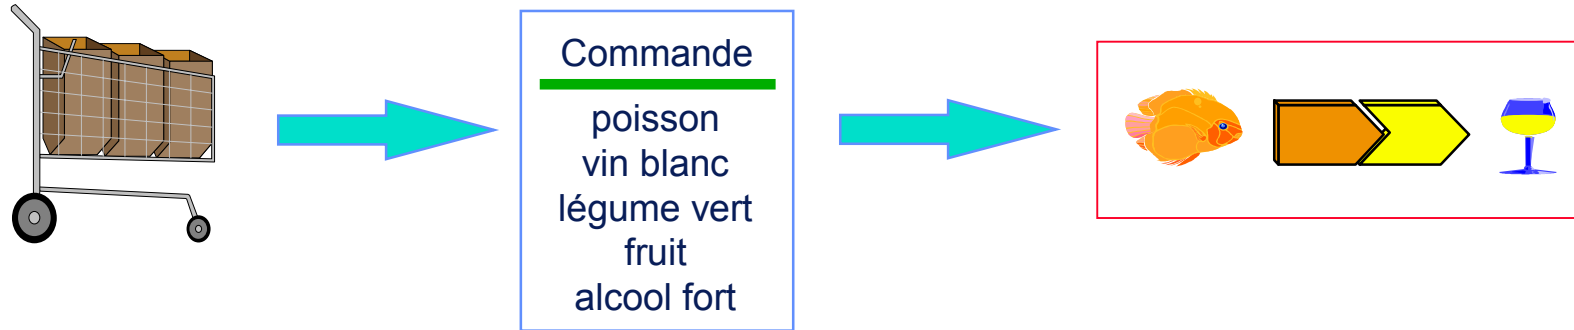 Commande
poisson
vin blanc
légume vert
fruit
alcool fort